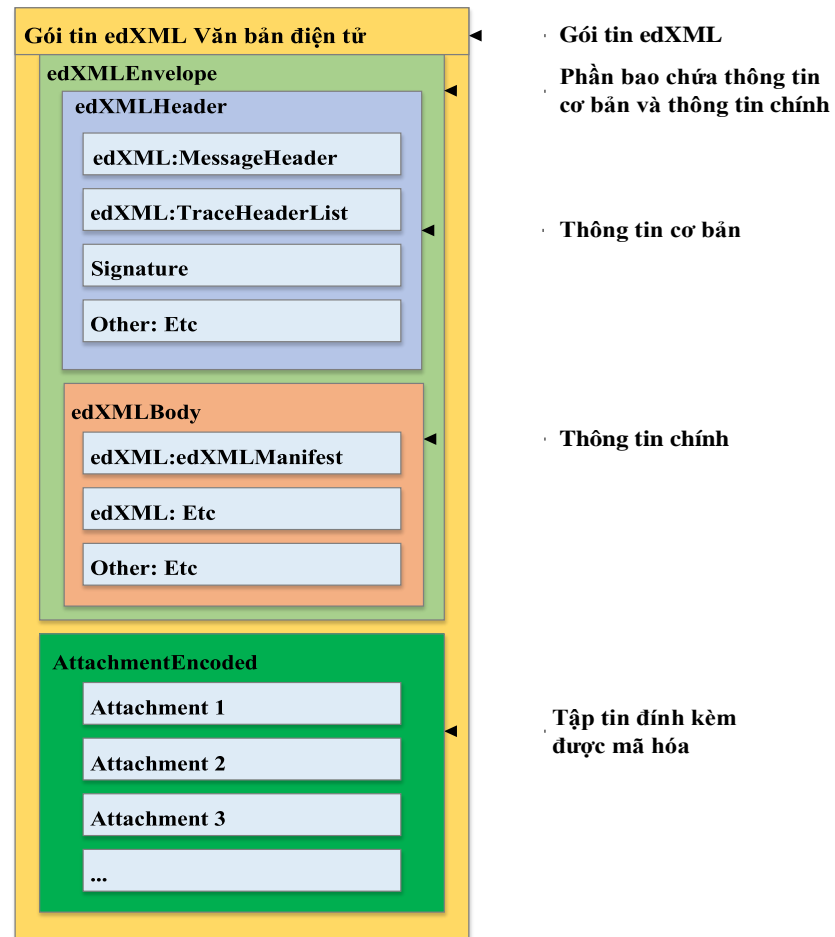 Gói tin edXML Văn bản điện tử
Gói tin edXML
edXMLEnvelope
Phần bao chứa thông tin
cơ bản và thông tin chính
edXMLHeader
edXML:MessageHeader
edXML:TraceHeaderList
Thông tin cơ bản
Signature
Other: Etc
edXMLBody
Thông tin chính
edXML:edXMLManifest
edXML: Etc
Other: Etc
AttachmentEncoded
Attachment 1
Tập tin đính kèm
được mã hóa
Attachment 2
Attachment 3
...